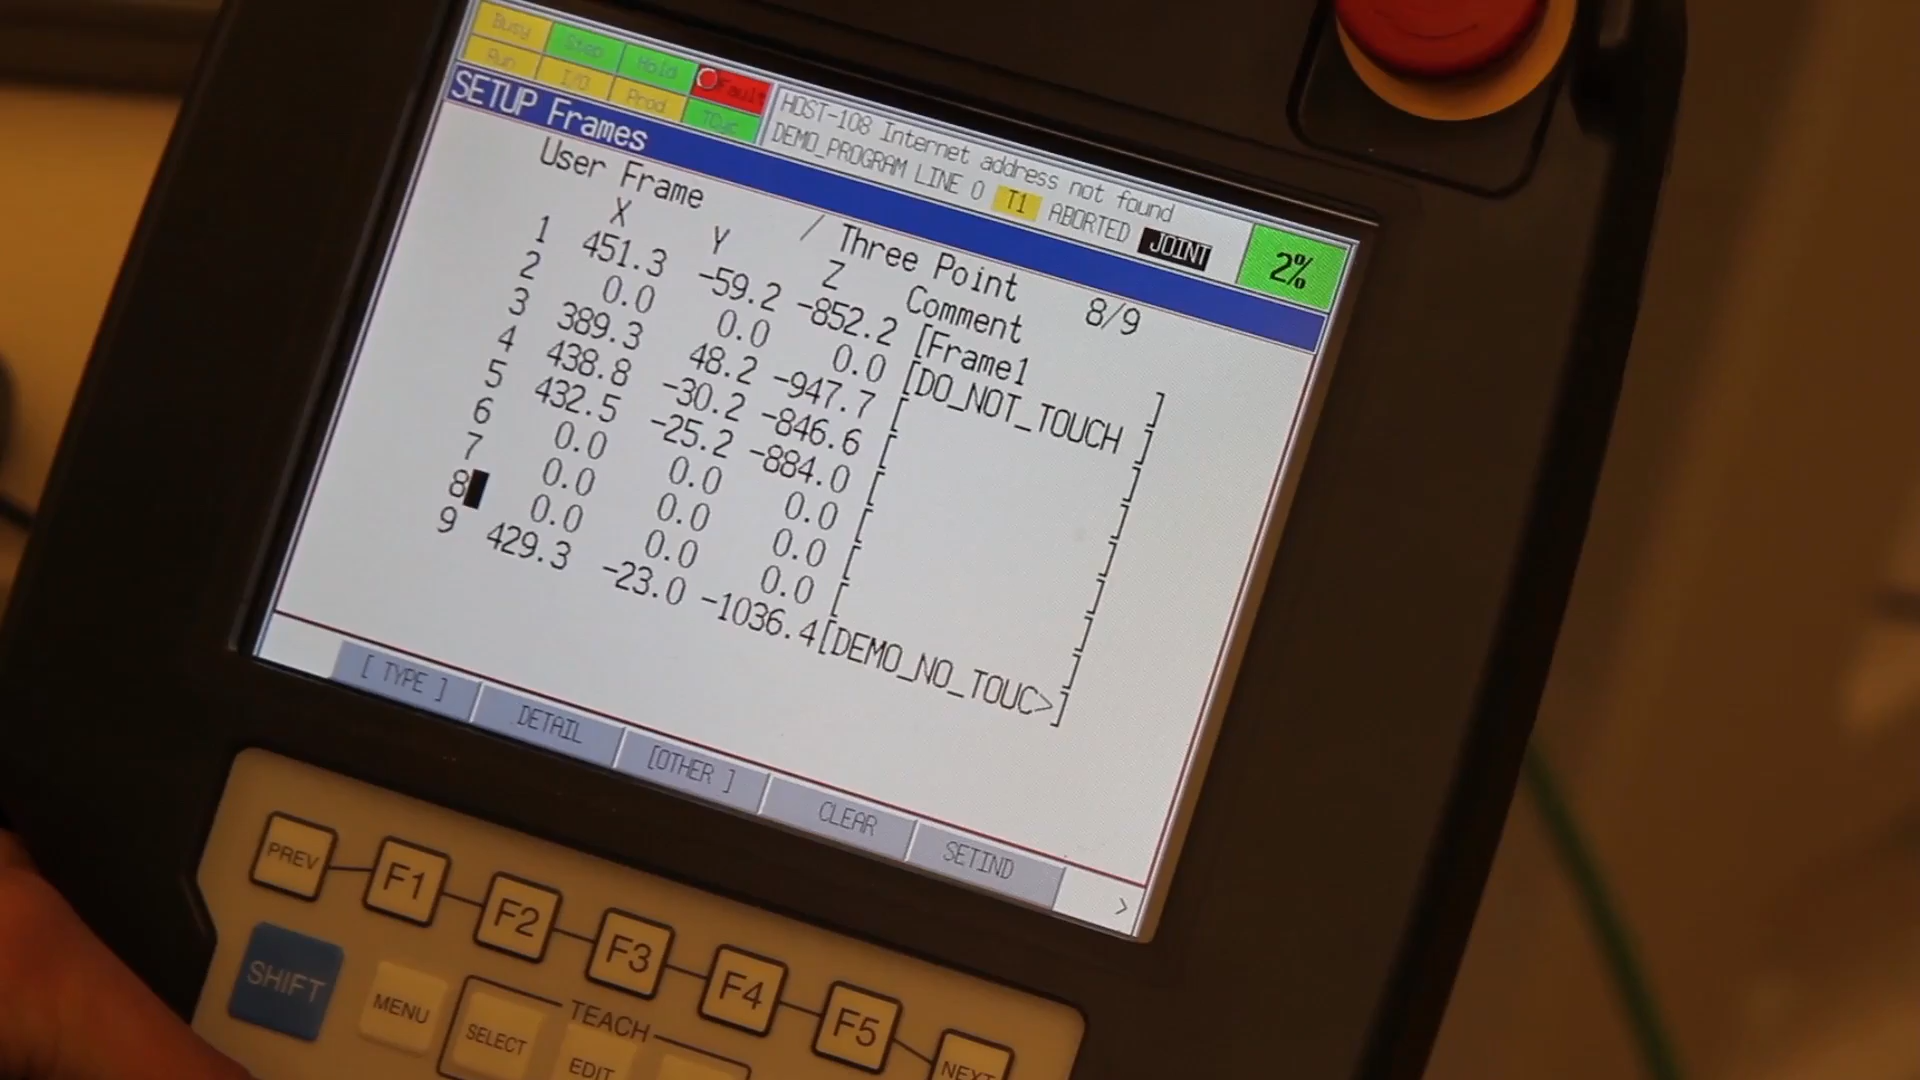 Busy Step Hold Fault
Run I/O Prod TCyc
HOST-108 Internet address not found
DEMO_PROGRAM LINE 0 T1 ABORTED JOINT
2%
SETUP Frames
User Frame / Three Point 8/9
X Y Z Comment
1 451.3 -59.2 -852.2 [Frame1 ]
2 0.0 0.0 0.0 [DO_NOT_TOUCH ]
3 389.3 48.2 -947.7 [ ]
4 438.8 -30.2 -846.6 [ ]
5 432.5 -25.2 -884.0 [ ]
6 0.0 0.0 0.0 [ ]
7 0.0 0.0 0.0 [ ]
8 0.0 0.0 0.0 [ ]
9 429.3 -23.0 -1036.4[DEMO_NO_TOUC>]
[ TYPE ] DETAIL [OTHER ] CLEAR SETIND >
PREV F1 F2 F3 F4 F5 NEXT
SHIFT MENU SELECT EDIT
TEACH